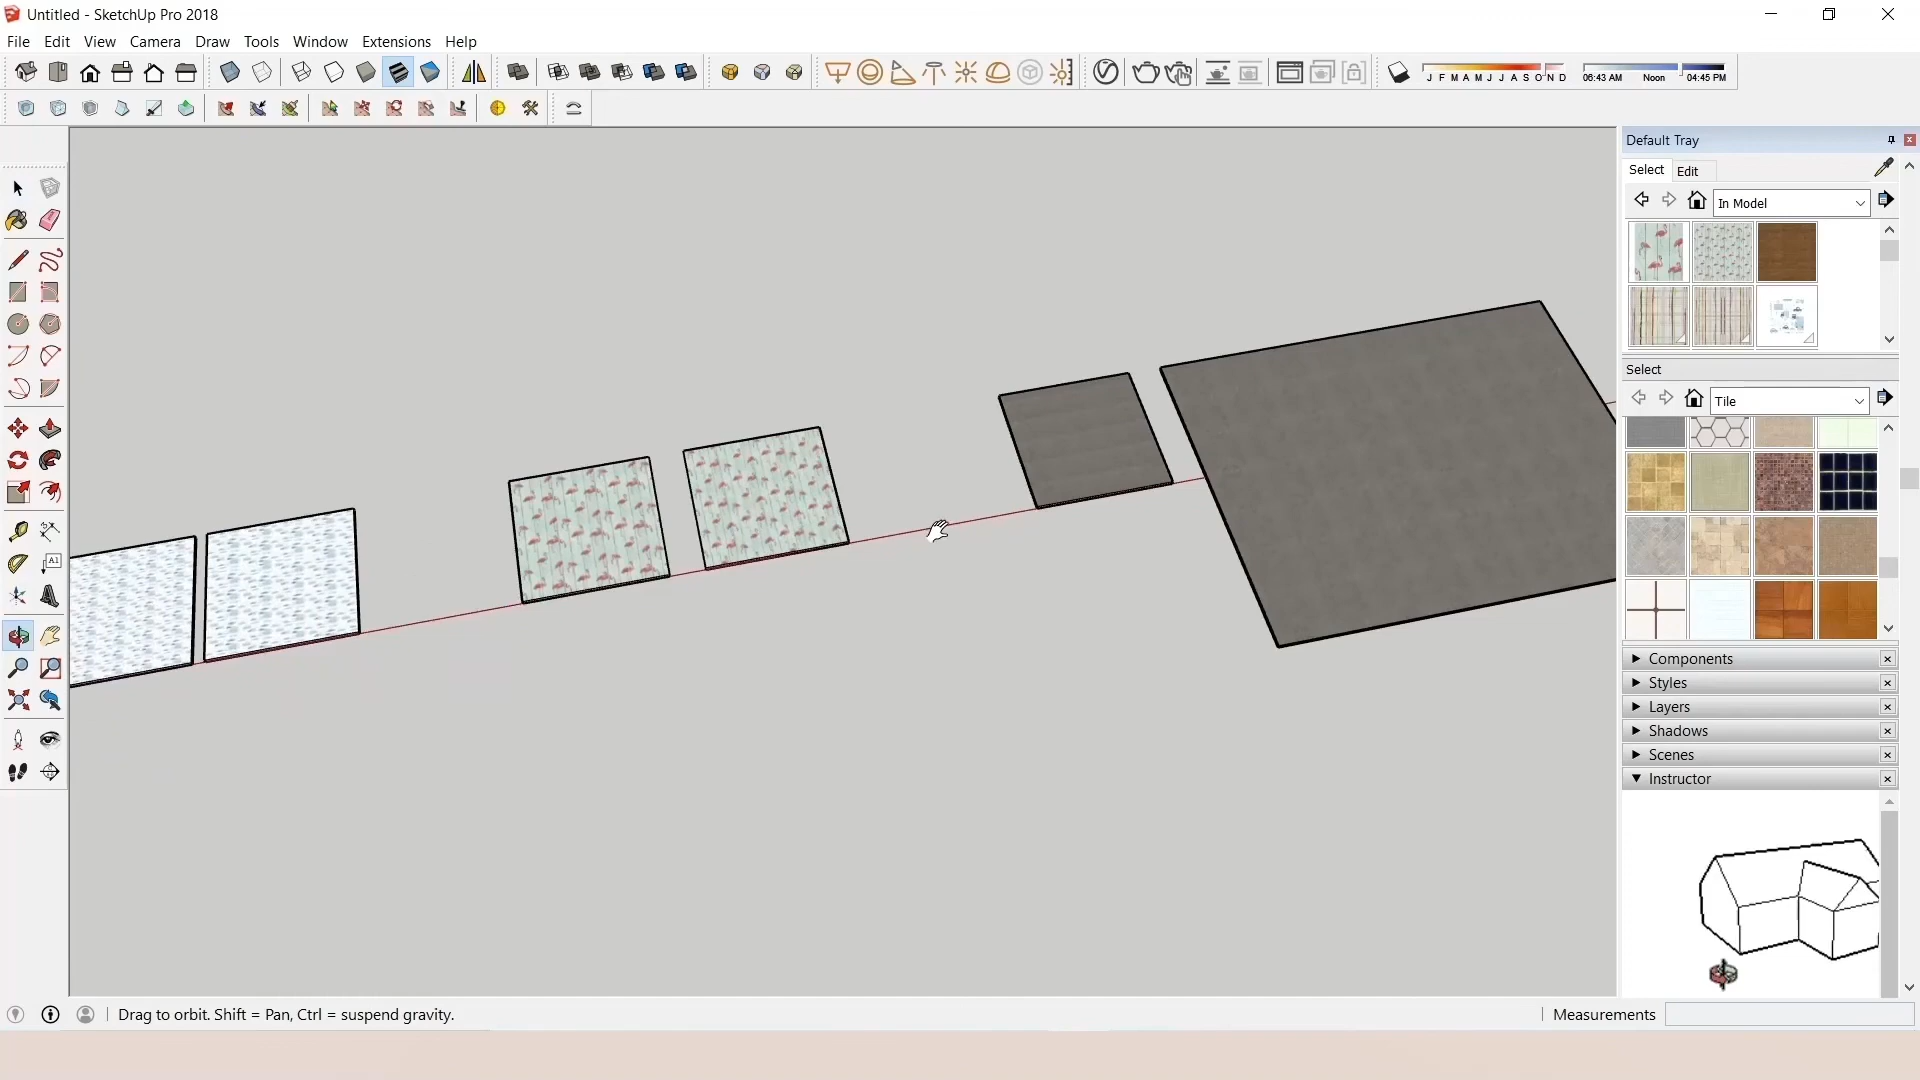 Untitled - SketchUp Pro 2018
File Edit View Camera Draw Tools Window Extensions Help
J F M A M J J A S O N D
06:43 AM Noon 04:45 PM
Default Tray
Select Edit
In Model
Select
Tile
A1
Components
Styles
Layers
Shadows
Scenes
Instructor
Drag to orbit. Shift = Pan, Ctrl = suspend gravity.
Measurements